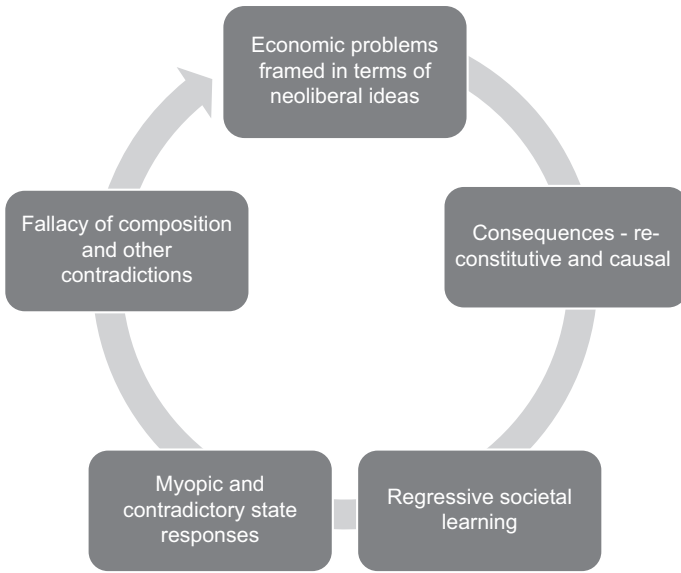 Economic problems
framed in terms of
neoliberal ideas
Consequences - re-
constitutive and causal
Regressive societal
learning
Myopic and
contradictory state
responses
Fallacy of composition
and other
contradictions